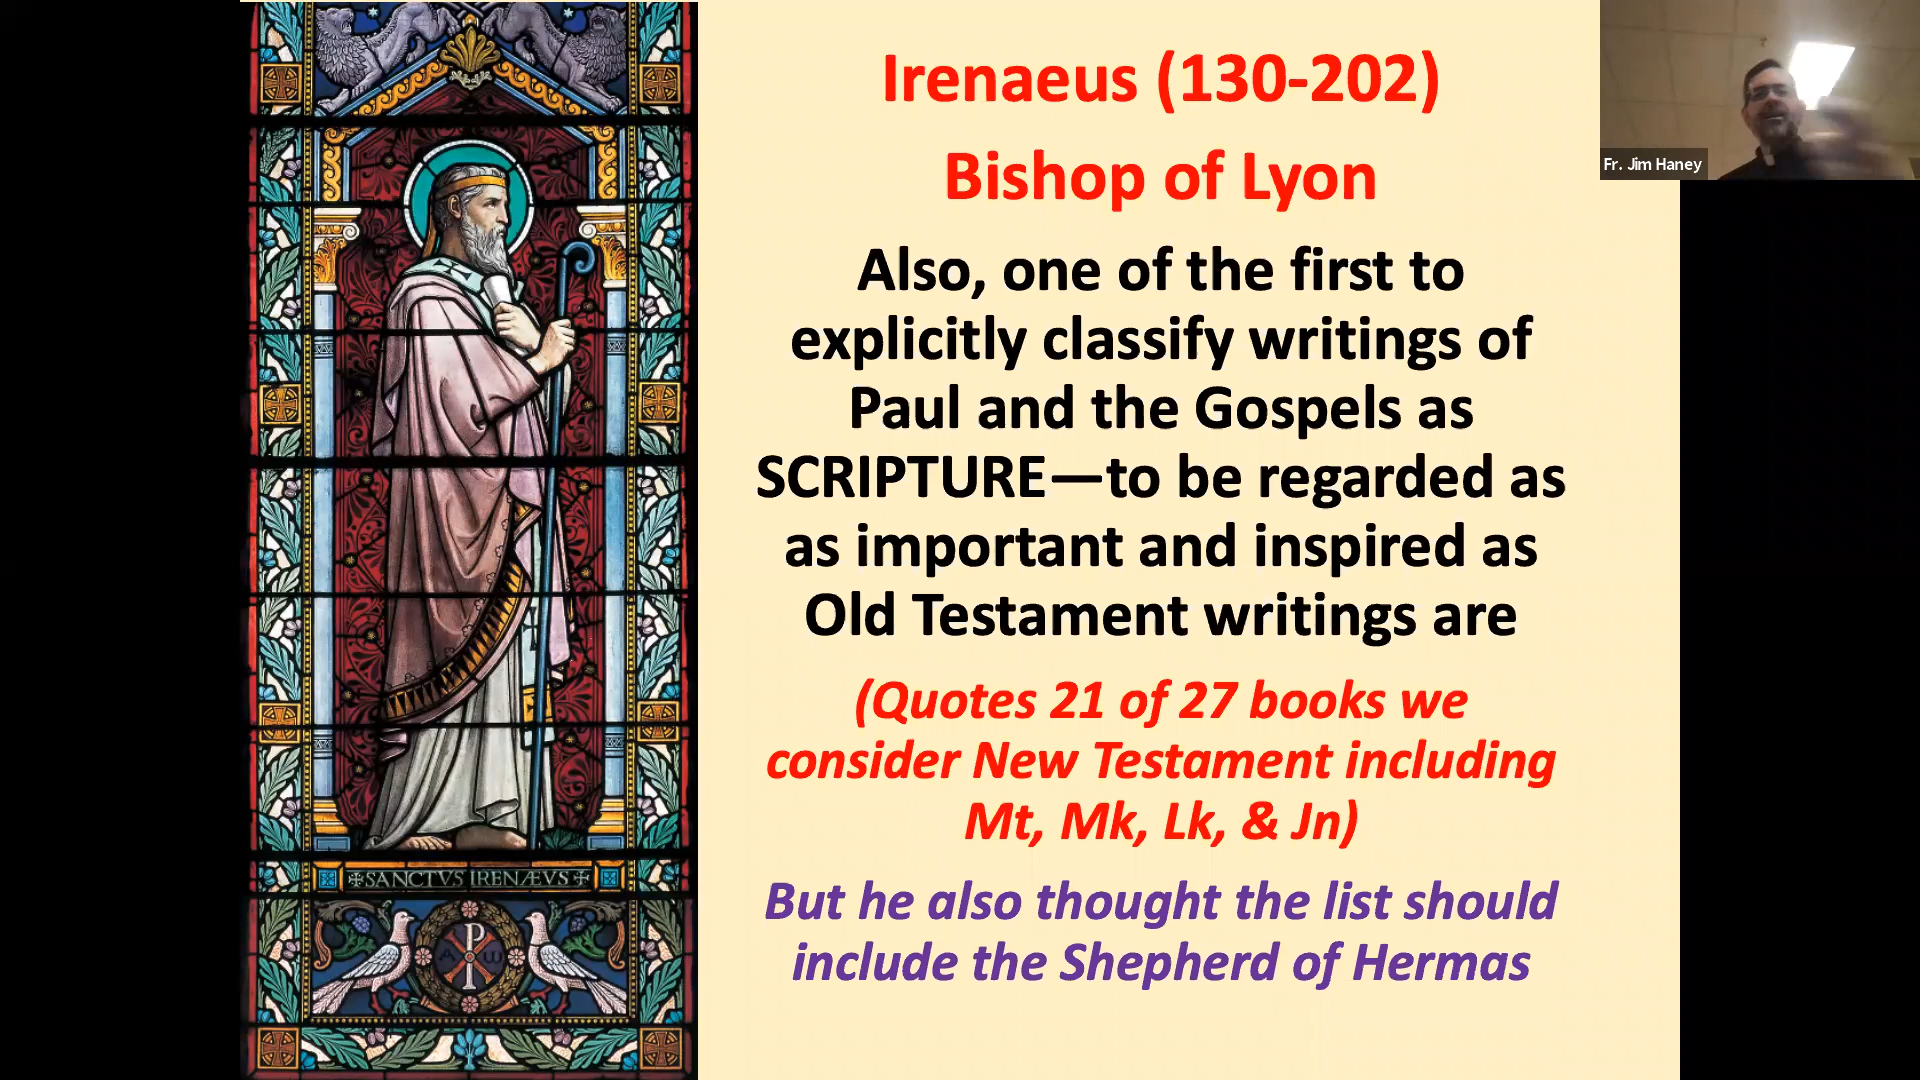 Irenaeus (130-202)
Bishop of Lyon
Also, one of the first to
explicitly classify writings of
Paul and the Gospels as
SCRIPTURE—to be regarded as
as important and inspired as
Old Testament writings are
(Quotes 21 of 27 books we
consider New Testament including
Mt, Mk, Lk, & Jn)
But he also thought the list should
include the Shepherd of Hermas
Fr. Jim Haney
SANCTVS IRENÆVS
P
A ω